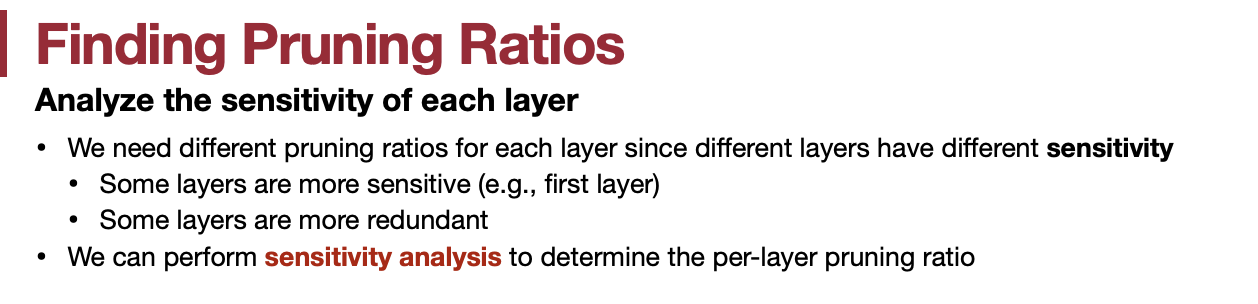 Finding Pruning Ratios
Analyze the sensitivity of each layer
• We need different pruning ratios for each layer since different layers have different sensitivity
• Some layers are more sensitive (e.g., first layer)
• Some layers are more redundant
• We can perform sensitivity analysis to determine the per-layer pruning ratio